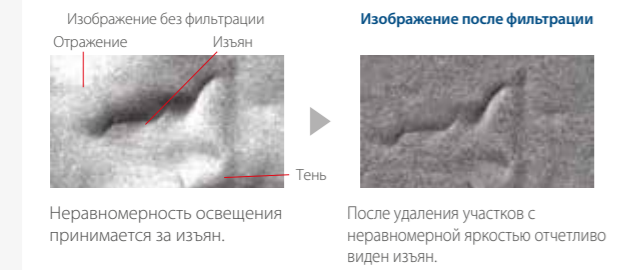 Изображение без фильтрации
Отражение
Изъян
Тень
Неравномерность освещения
принимается за изъян.
Изображение после фильтрации
После удаления участков с
неравномерной яркостью отчетливо
виден изъян.